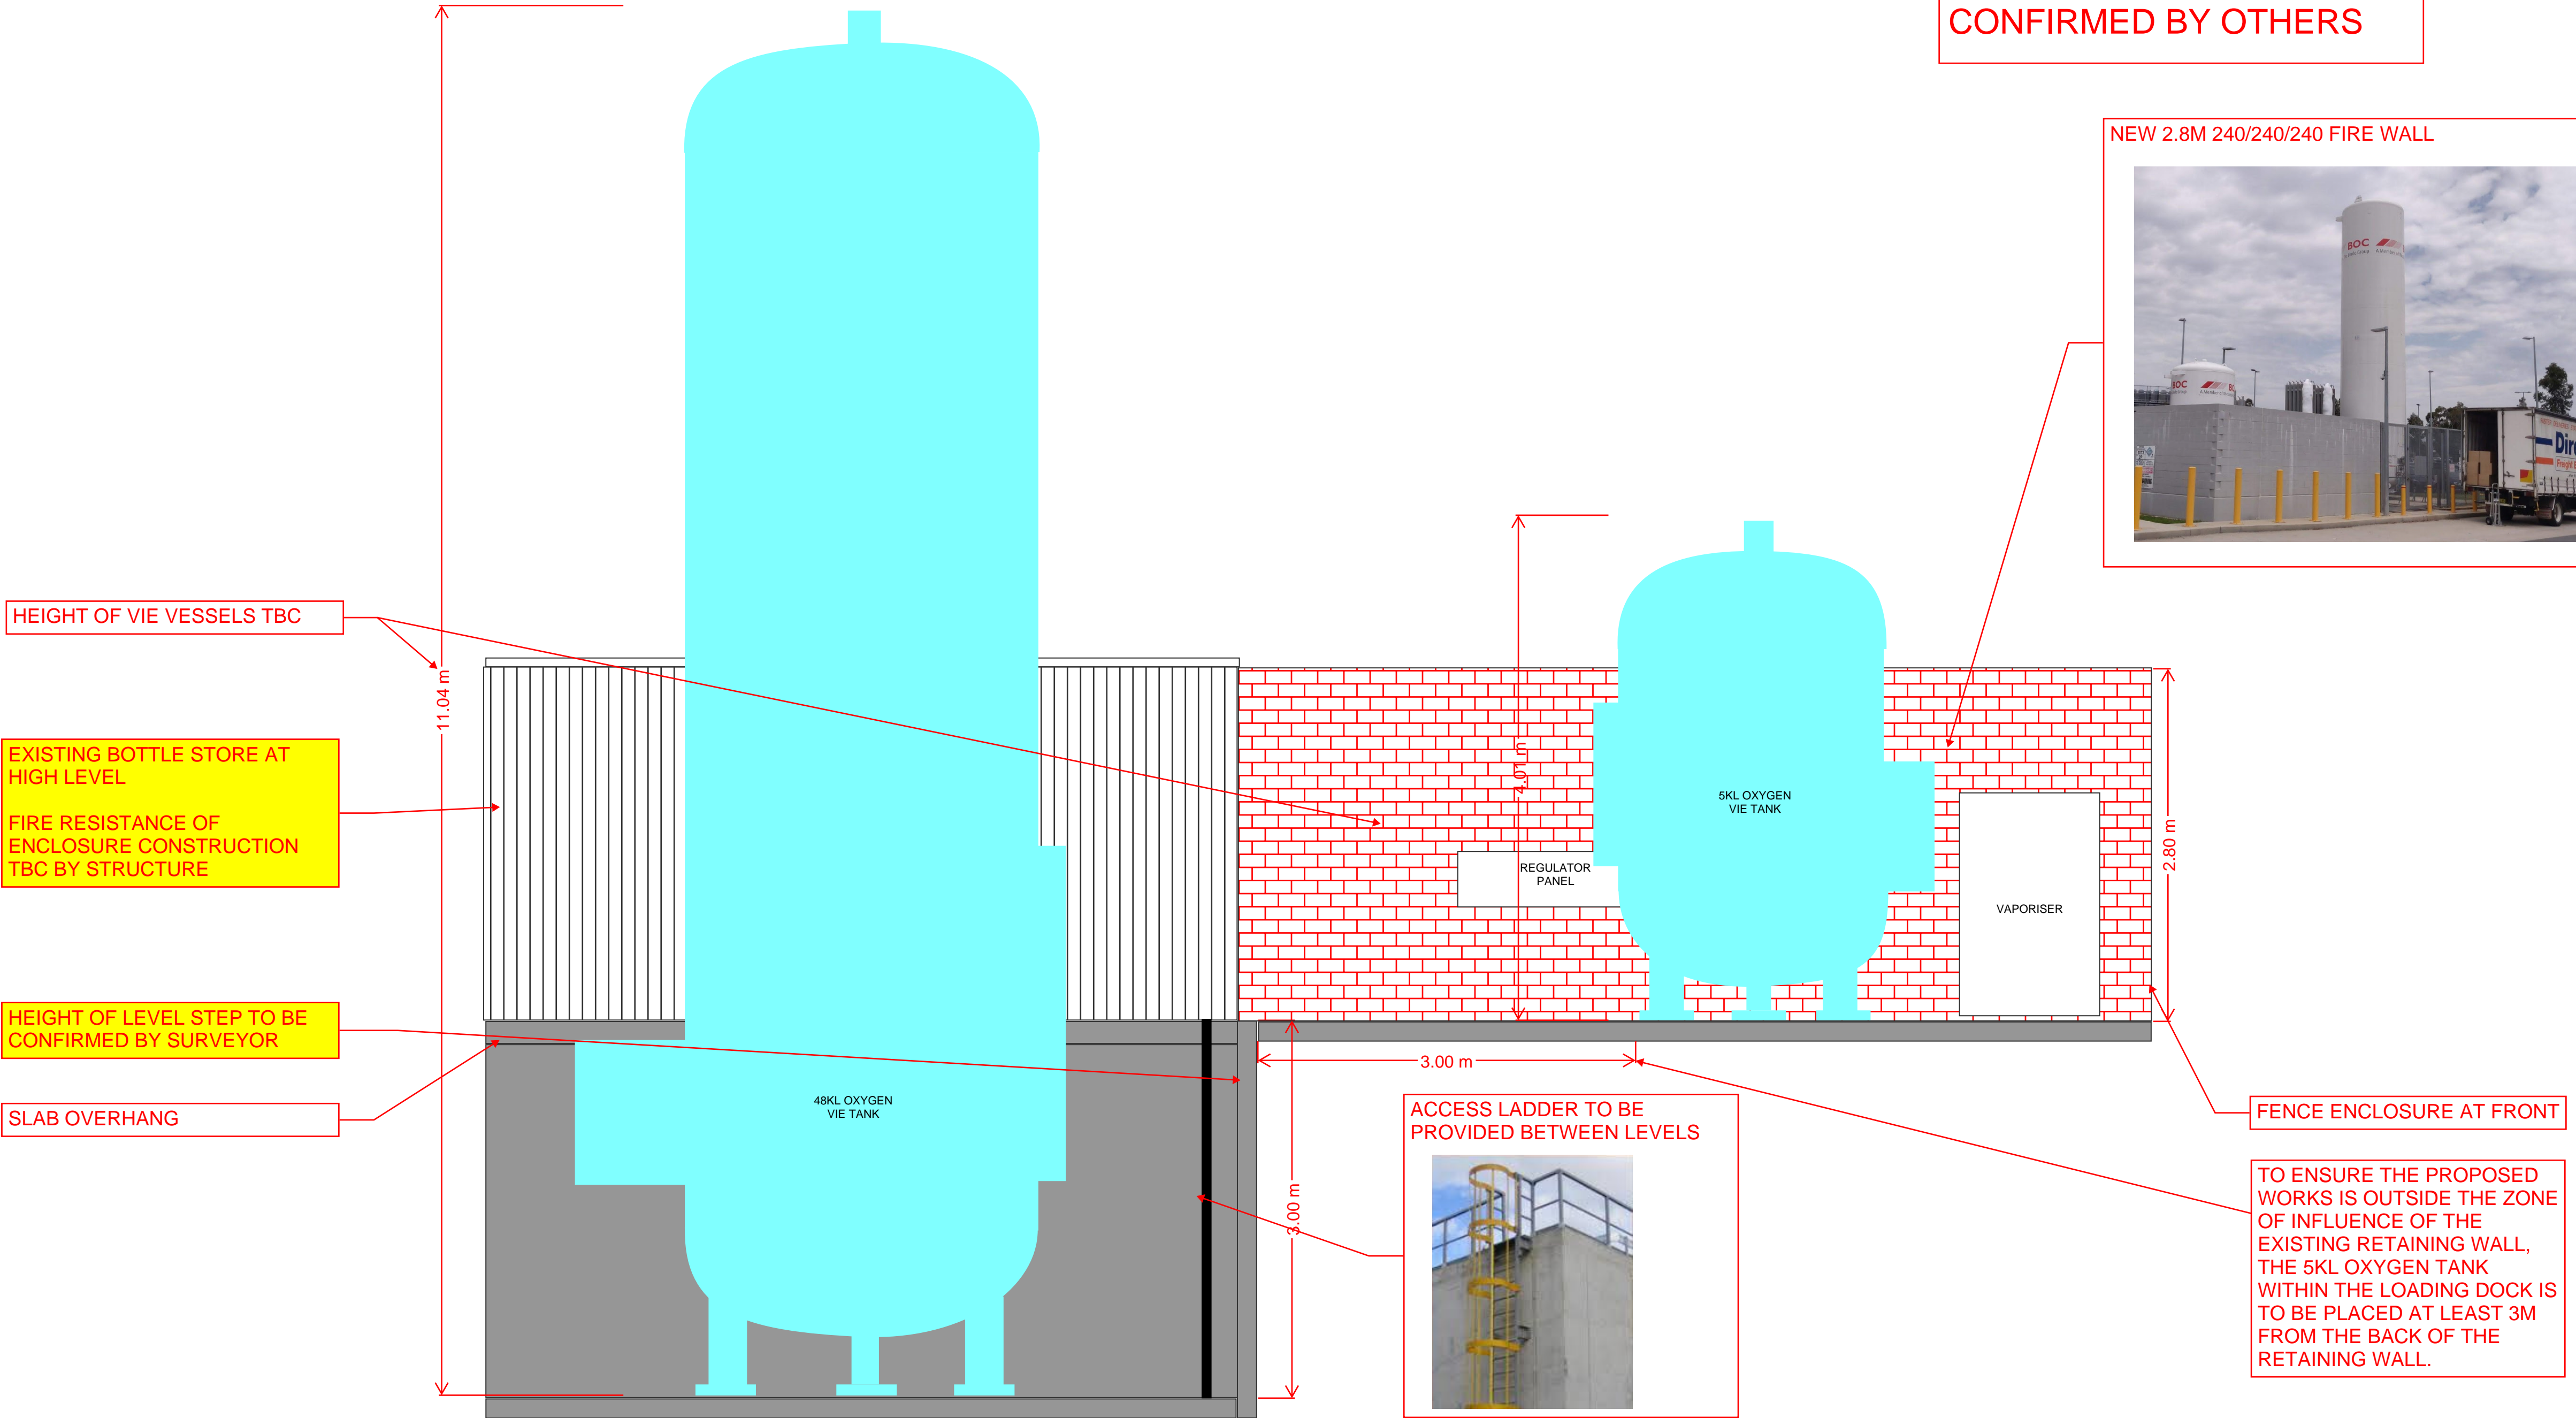 CONFIRMED BY OTHERS
NEW 2.8M 240/240/240 FIRE WALL
BOC
BOC
HEIGHT OF VIE VESSELS TBC
11.04 m
EXISTING BOTTLE STORE AT
HIGH LEVEL
FIRE RESISTANCE OF
ENCLOSURE CONSTRUCTION
TBC BY STRUCTURE
4.01 m
5KL OXYGEN
VIE TANK
REGULATOR
PANEL
VAPORISER
2.80 m
HEIGHT OF LEVEL STEP TO BE
CONFIRMED BY SURVEYOR
3.00 m
SLAB OVERHANG
48KL OXYGEN
VIE TANK
3.00 m
ACCESS LADDER TO BE
PROVIDED BETWEEN LEVELS
FENCE ENCLOSURE AT FRONT
TO ENSURE THE PROPOSED
WORKS IS OUTSIDE THE ZONE
OF INFLUENCE OF THE
EXISTING RETAINING WALL,
THE 5KL OXYGEN TANK
WITHIN THE LOADING DOCK IS
TO BE PLACED AT LEAST 3M
FROM THE BACK OF THE
RETAINING WALL.